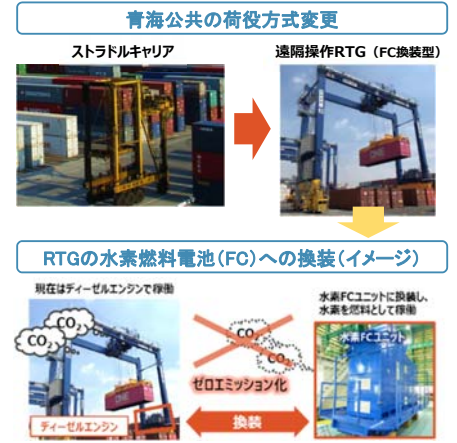 青海公共の荷役方式変更
ストラドルキャリア
遠隔操作RTG（FC換装型）
RTGの水素燃料電池(FC)への換装(イメージ)
現在はディーゼルエンジンで稼働
水素FCユニットに換装し、
水素を燃料として稼働
CO₂
CO₂
CO₂
CO₂
水素FCユニット
ゼロエミッション化
ディーゼルエンジン
換装